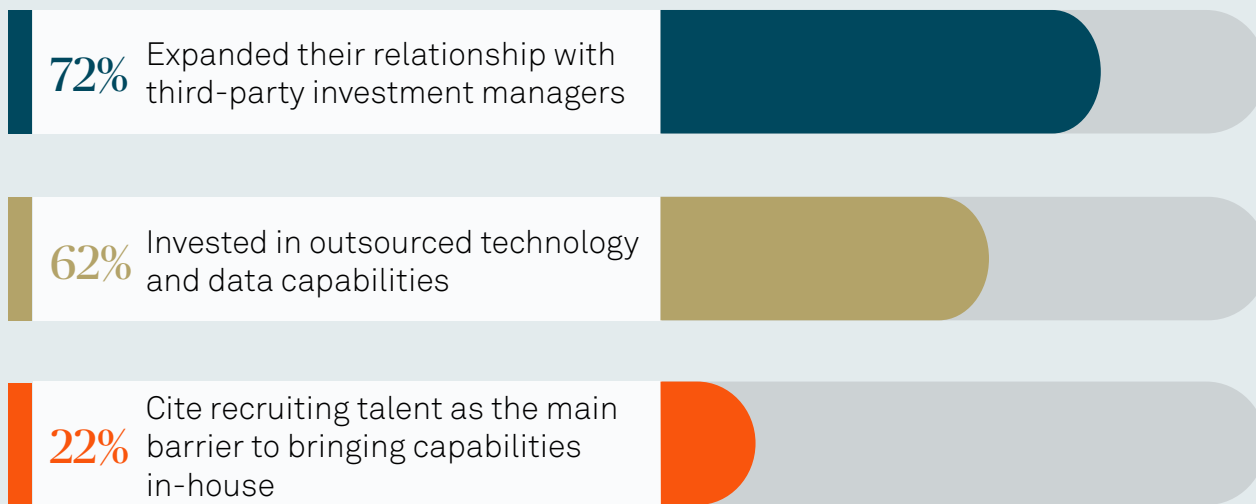 72%
Expanded their relationship with
third-party investment managers
62%
Invested in outsourced technology
and data capabilities
22%
Cite recruiting talent as the main
barrier to bringing capabilities
in-house